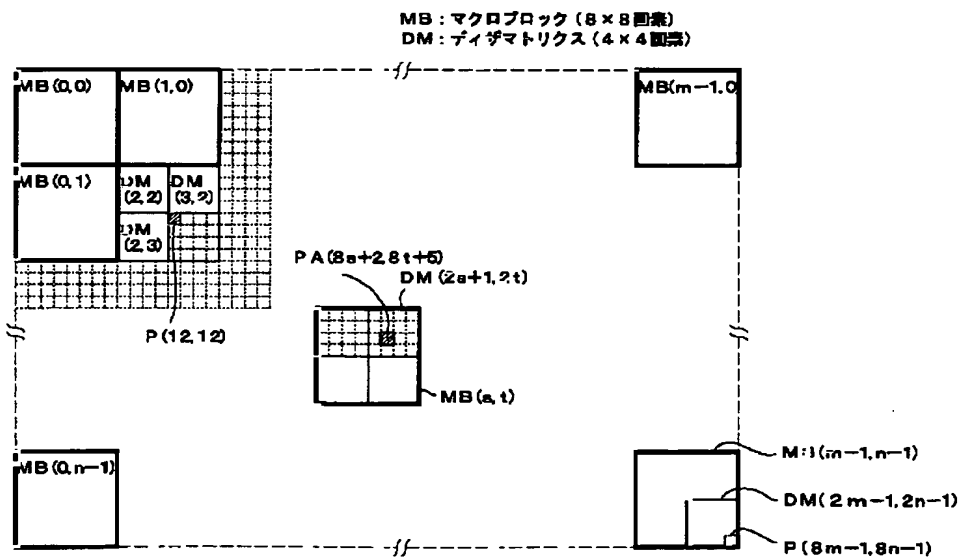 MB:マクロブロック(8×8画素)
DM:ディザマトリクス(4×4画素)
MB(0,0)
MB(1,0)
MB(m-1,0
MB(0,1)
DM
(2,2)
DM
(3,2)
DM
(2,3)
PA(8s+2,8t+5)
DM(2s+1,2t)
P(12,12)
MB(s,t)
MB(0,n-1)
MB(m-1,n-1)
DM(2m-1,2n-1)
P(8m-1,8n-1)